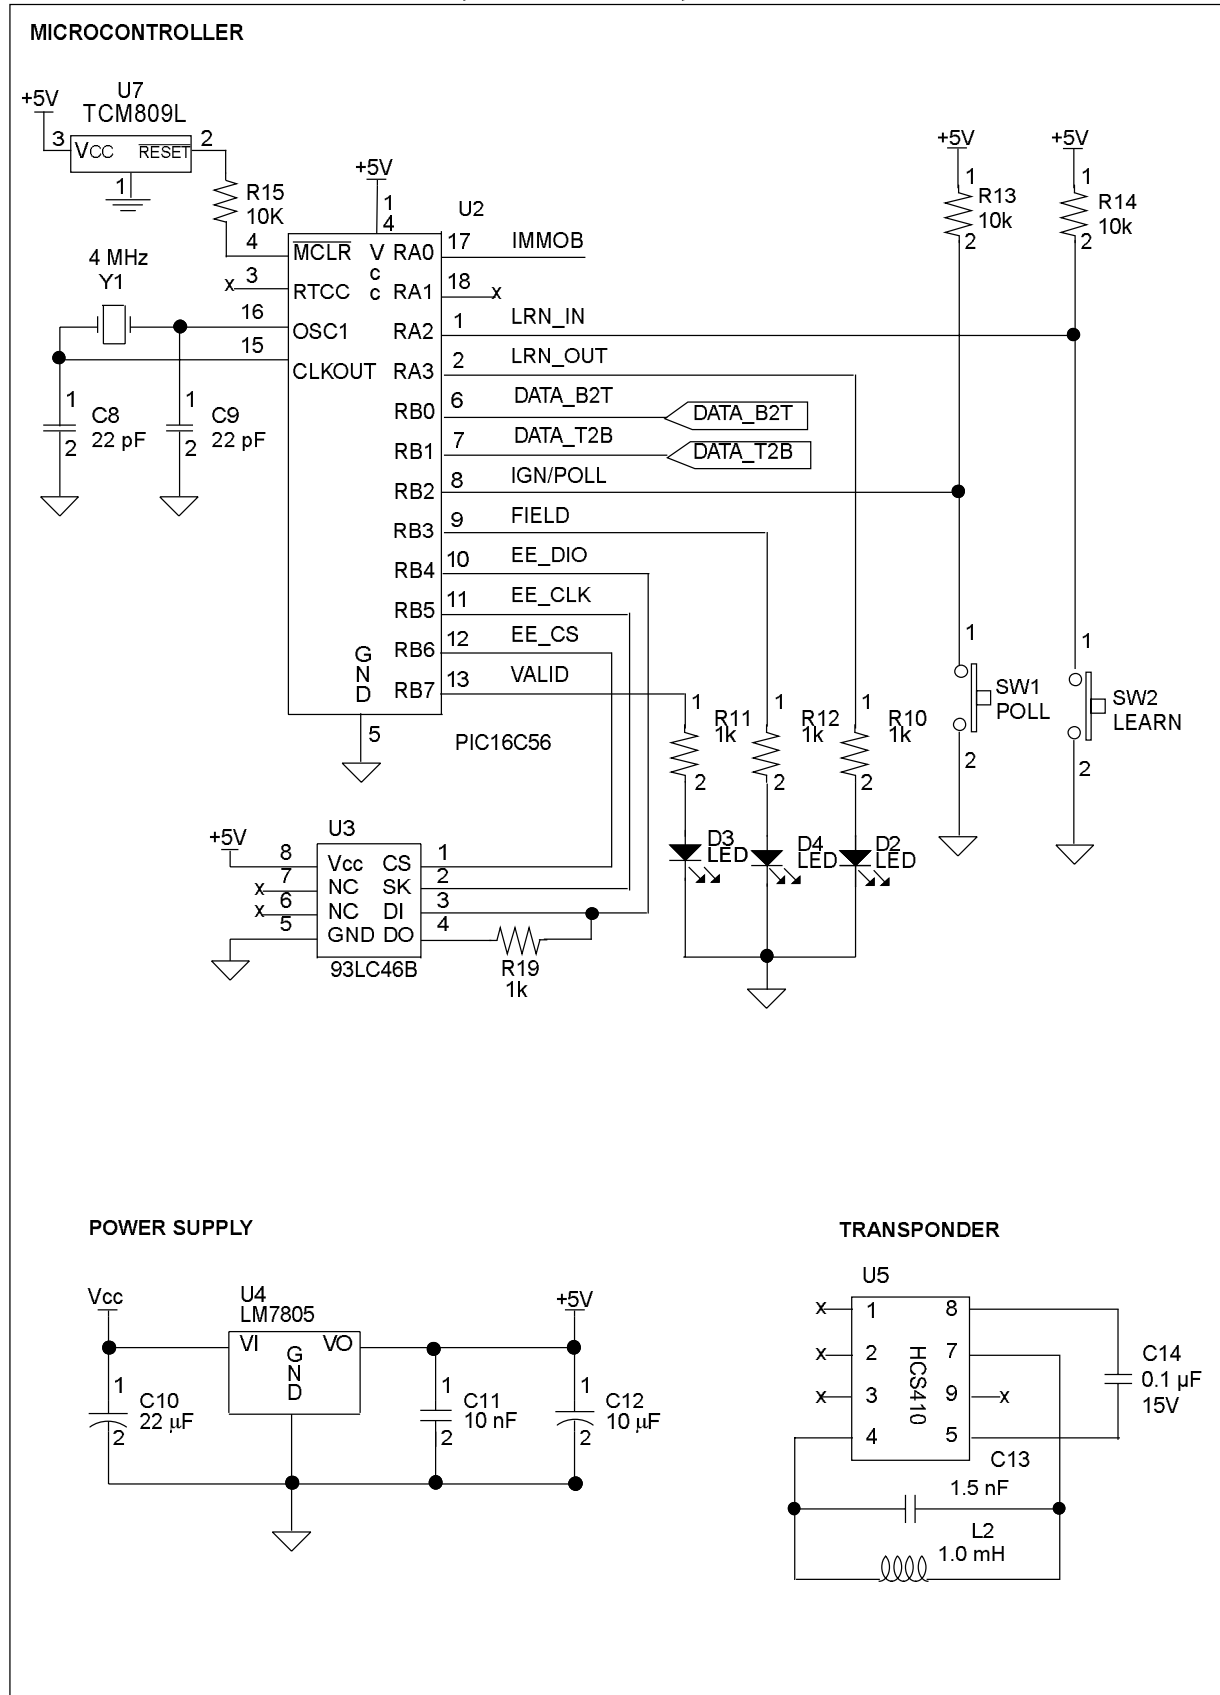 MICROCONTROLLER
U7
+5V
TCM809L
3
VCC
RESET
2
1
R15
10K
+5V
1
4
U2
4 MHz
Y1
4
MCLR
Vcc
RA0
17
IMMOB
x
3
RTCC
RA1
18
x
16
OSC1
RA2
1
LRN_IN
15
CLKOUT
RA3
2
LRN_OUT
RB0
6
DATA_B2T
DATA_B2T
RB1
7
DATA_T2B
DATA_T2B
RB2
8
IGN/POLL
RB3
9
FIELD
RB4
10
EE_DIO
RB5
11
EE_CLK
RB6
12
EE_CS
GND
RB7
13
VALID
5
PIC16C56
1
C8
22 pF
2
1
C9
22 pF
2
+5V
1
R13
10k
2
+5V
1
R14
10k
2
1
SW1
POLL
2
1
SW2
LEARN
2
1
R11
1k
2
1
R12
1k
2
1
R10
1k
2
D3
LED
D4
LED
D2
LED
U3
+5V
8
Vcc
CS
1
x
7
NC
SK
2
x
6
NC
DI
3
5
GND
DO
4
93LC46B
R19
1k
POWER SUPPLY
Vcc
U4
LM7805
+5V
VI
VO
GND
1
C10
22 µF
2
1
C11
10 nF
2
1
C12
10 µF
2
TRANSPONDER
U5
x
1
8
x
2
7
x
3
9
x
4
5
HCS410
C14
0.1 µF
15V
C13
1.5 nF
L2
1.0 mH